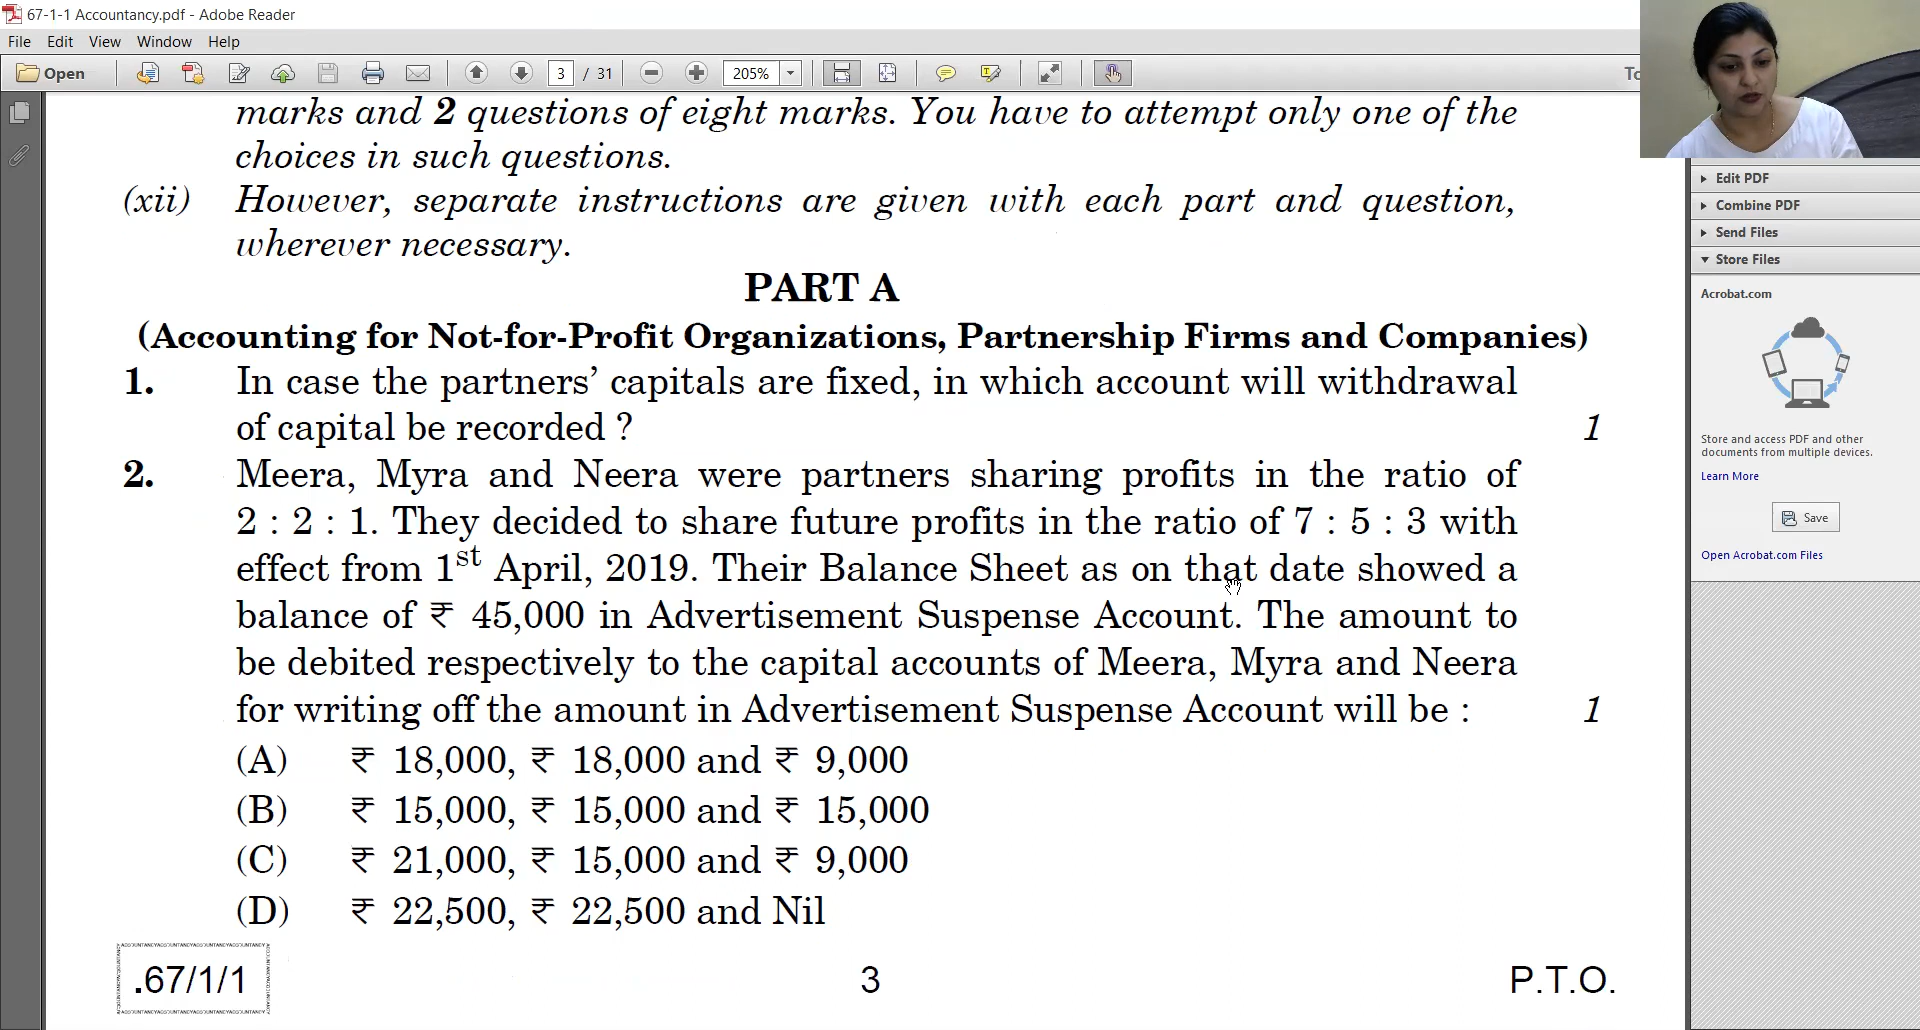 67-1-1 Accountancy.pdf - Adobe Reader
File Edit View Window Help
Open 3 / 31 205% To
marks and 2 questions of eight marks. You have to attempt only one of the
choices in such questions.
(xii) However, separate instructions are given with each part and question,
wherever necessary.
PART A
(Accounting for Not-for-Profit Organizations, Partnership Firms and Companies)
1. In case the partners’ capitals are fixed, in which account will withdrawal
of capital be recorded ? 1
2. Meera, Myra and Neera were partners sharing profits in the ratio of
2 : 2 : 1. They decided to share future profits in the ratio of 7 : 5 : 3 with
effect from 1st April, 2019. Their Balance Sheet as on that date showed a
balance of ₹ 45,000 in Advertisement Suspense Account. The amount to
be debited respectively to the capital accounts of Meera, Myra and Neera
for writing off the amount in Advertisement Suspense Account will be : 1
(A) ₹ 18,000, ₹ 18,000 and ₹ 9,000
(B) ₹ 15,000, ₹ 15,000 and ₹ 15,000
(C) ₹ 21,000, ₹ 15,000 and ₹ 9,000
(D) ₹ 22,500, ₹ 22,500 and Nil
.67/1/1 3 P.T.O.
Edit PDF
Combine PDF
Send Files
Store Files
Acrobat.com
Store and access PDF and other
documents from multiple devices.
Learn More
Save
Open Acrobat.com Files